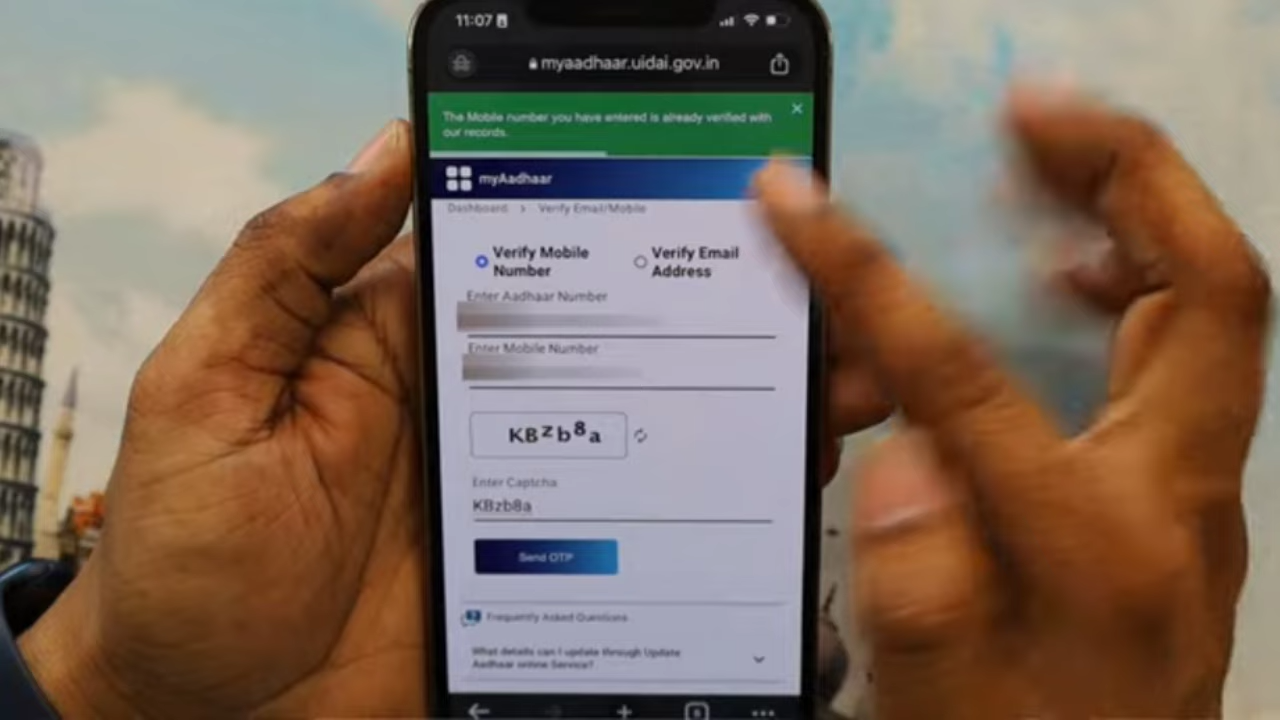 11:07
myaadhaar.uidai.gov.in
The Mobile number you have entered is already verified with
our records.
myAadhaar
Dashboard > Verify Email/Mobile
Verify Mobile
Number
Verify Email
Address
Enter Aadhaar Number
Enter Mobile Number
KBzb8a
Enter Captcha
KBzb8a
Send OTP
Frequently Asked Questions
What details can I update through Update
Aadhaar online Service?